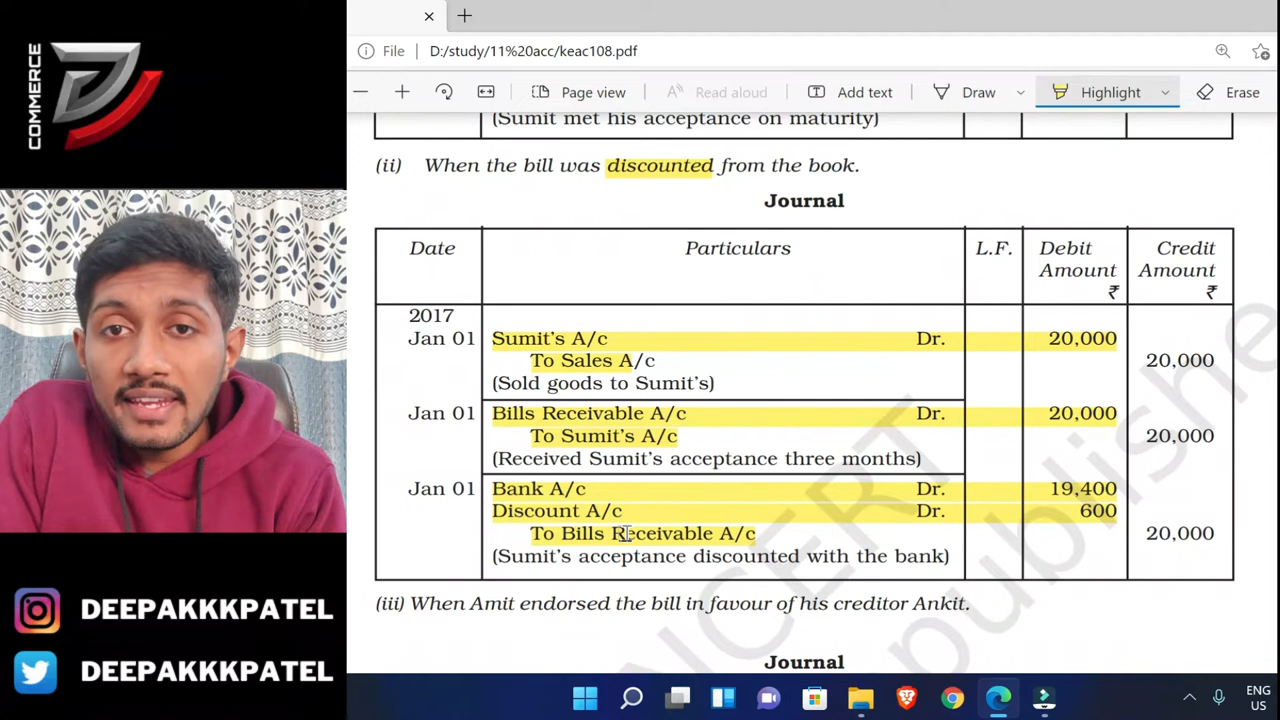 COMMERCE
File D:/study/11%20acc/keac108.pdf
Page view Read aloud Add text Draw Highlight Erase
(Sumit met his acceptance on maturity)
(ii) When the bill was discounted from the book.
Journal
Date Particulars L.F. Debit Credit
Amount Amount
₹ ₹
2017
Jan 01 Sumit's A/c Dr. 20,000
To Sales A/c 20,000
(Sold goods to Sumit's)
Jan 01 Bills Receivable A/c Dr. 20,000
To Sumit's A/c 20,000
(Received Sumit's acceptance three months)
Jan 01 Bank A/c Dr. 19,400
Discount A/c Dr. 600
To Bills Receivable A/c 20,000
(Sumit's acceptance discounted with the bank)
(iii) When Amit endorsed the bill in favour of his creditor Ankit.
Journal
NCERT
publishe
DEEPAKKKPATEL
DEEPAKKKPATEL
ENG
US